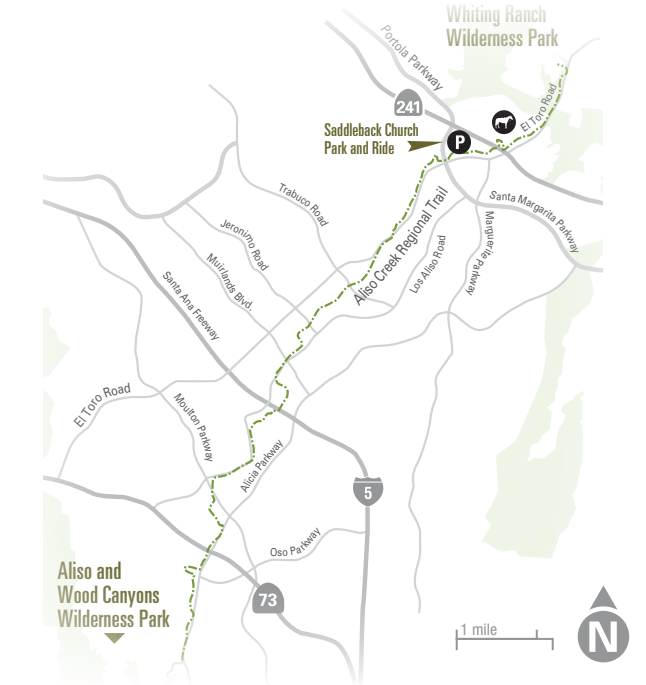 Whiting Ranch
Wilderness Park
Portola Parkway
241
El Toro Road
Saddleback Church
Park and Ride
P
Trabuco Road
Santa Margarita Parkway
Aliso Creek Regional Trail
Marguerite Parkway
Jeronimo Road
Los Aliso Road
Muirlands Blvd.
Santa Ana Freeway
El Toro Road
Moulton Parkway
Alicia Parkway
5
Oso Parkway
Aliso and
Wood Canyons
Wilderness Park
73
1 mile
N